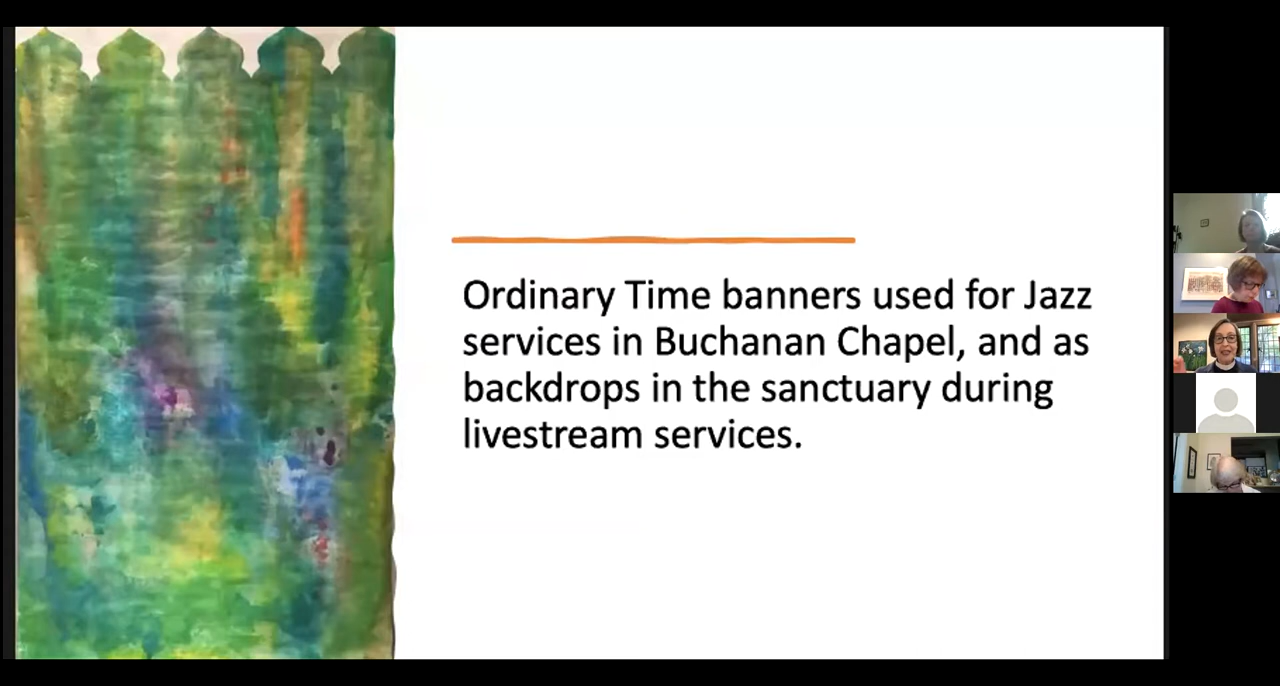 Ordinary Time banners used for Jazz
services in Buchanan Chapel, and as
backdrops in the sanctuary during
livestream services.